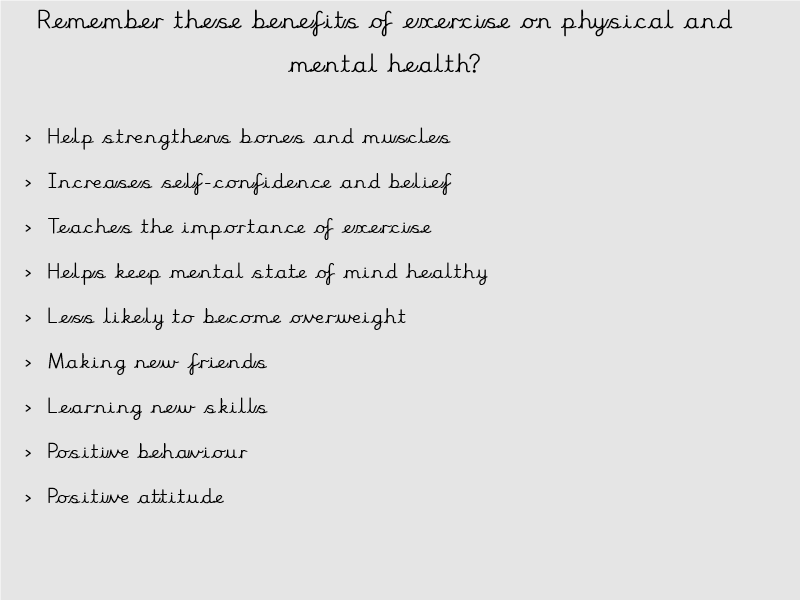 Remember these benefits of exercise on physical and
mental health?
> Help strengthens bones and muscles
> Increases self-confidence and belief
> Teaches the importance of exercise
> Helps keep mental state of mind healthy
> Less likely to become overweight
> Making new friends
> Learning new skills
> Positive behaviour
> Positive attitude